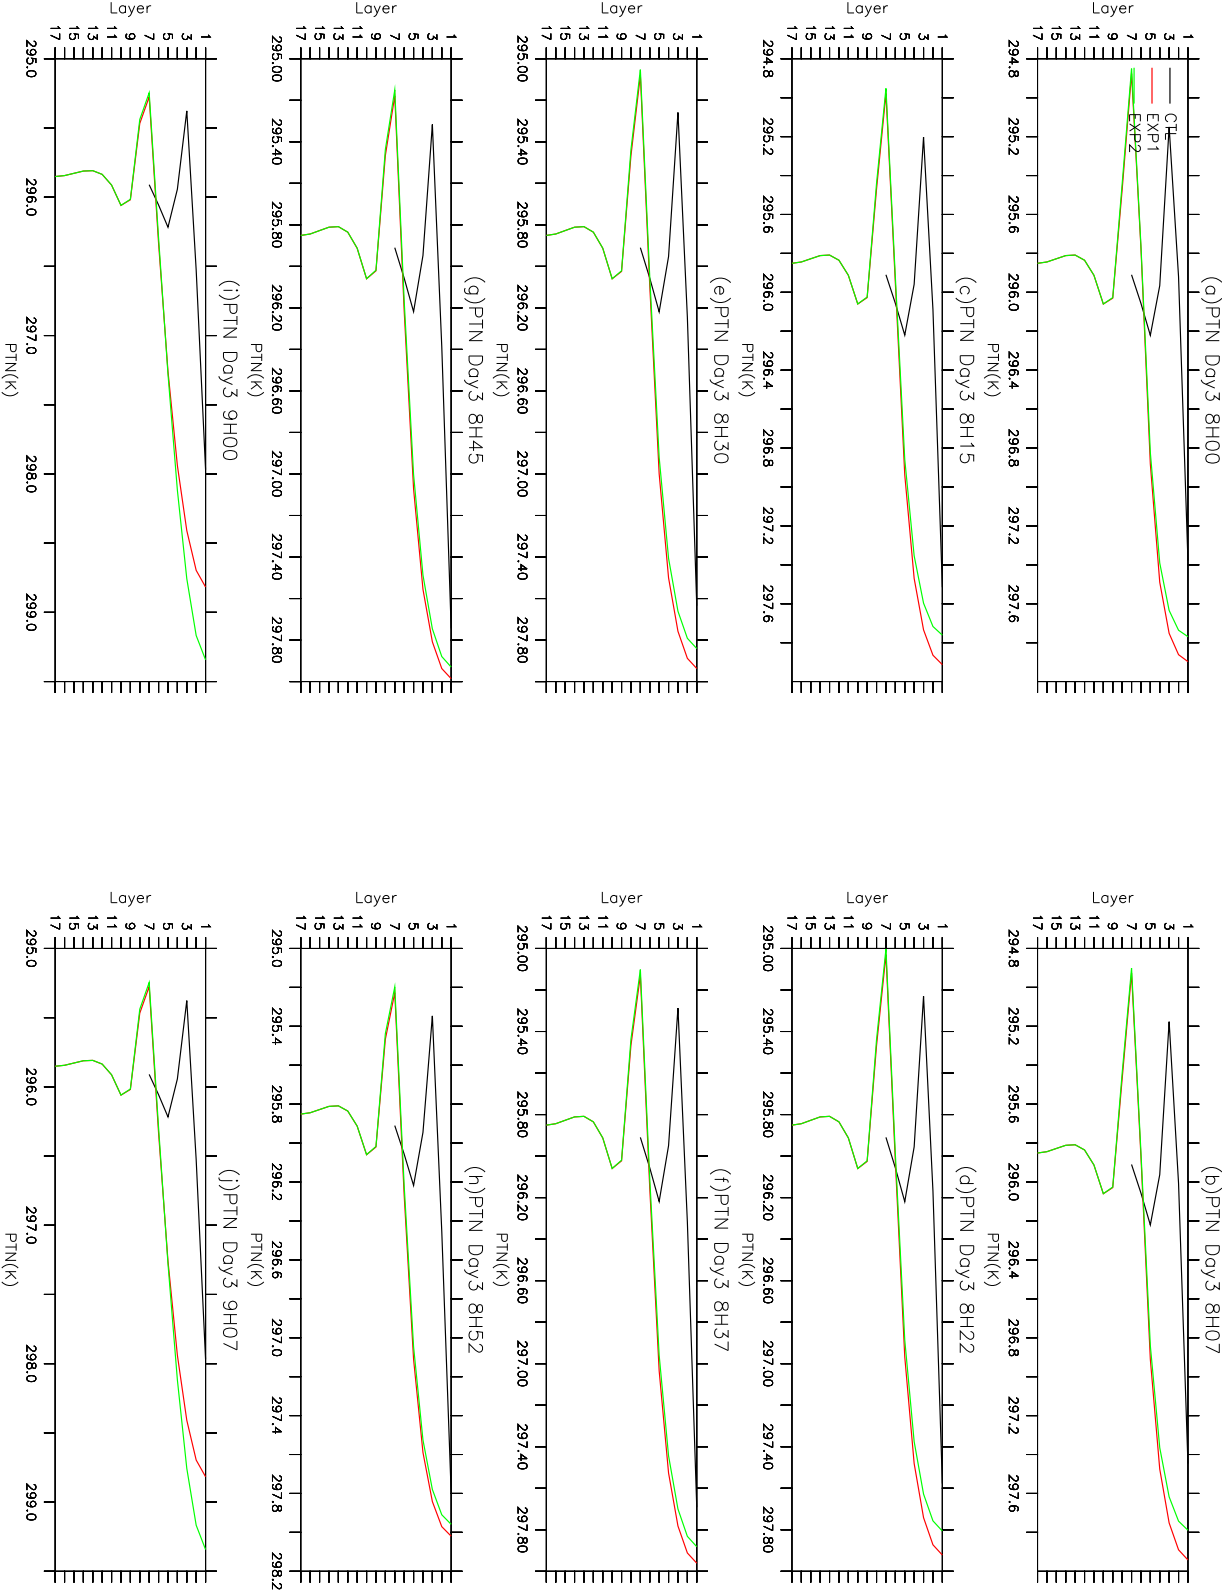 (a)PTN Day3 8H00
CTL
EXP1
EXP2
Layer
1
3
5
7
9
11
13
15
17
294.8 295.2 295.6 296.0 296.4 296.8 297.2 297.6
PTN(K)
(b)PTN Day3 8H07
Layer
1
3
5
7
9
11
13
15
17
294.8 295.2 295.6 296.0 296.4 296.8 297.2 297.6
PTN(K)
(c)PTN Day3 8H15
Layer
1
3
5
7
9
11
13
15
17
294.8 295.2 295.6 296.0 296.4 296.8 297.2 297.6
PTN(K)
(d)PTN Day3 8H22
Layer
1
3
5
7
9
11
13
15
17
295.00 295.40 295.80 296.20 296.60 297.00 297.40 297.80
PTN(K)
(e)PTN Day3 8H30
Layer
1
3
5
7
9
11
13
15
17
295.00 295.40 295.80 296.20 296.60 297.00 297.40 297.80
PTN(K)
(f)PTN Day3 8H37
Layer
1
3
5
7
9
11
13
15
17
295.00 295.40 295.80 296.20 296.60 297.00 297.40 297.80
PTN(K)
(g)PTN Day3 8H45
Layer
1
3
5
7
9
11
13
15
17
295.00 295.40 295.80 296.20 296.60 297.00 297.40 297.80
PTN(K)
(h)PTN Day3 8H52
Layer
1
3
5
7
9
11
13
15
17
295.0 295.4 295.8 296.2 296.6 297.0 297.4 297.8 298.2
PTN(K)
(i)PTN Day3 9H00
Layer
1
3
5
7
9
11
13
15
17
295.0 296.0 297.0 298.0 299.0
PTN(K)
(j)PTN Day3 9H07
Layer
1
3
5
7
9
11
13
15
17
295.0 296.0 297.0 298.0 299.0
PTN(K)